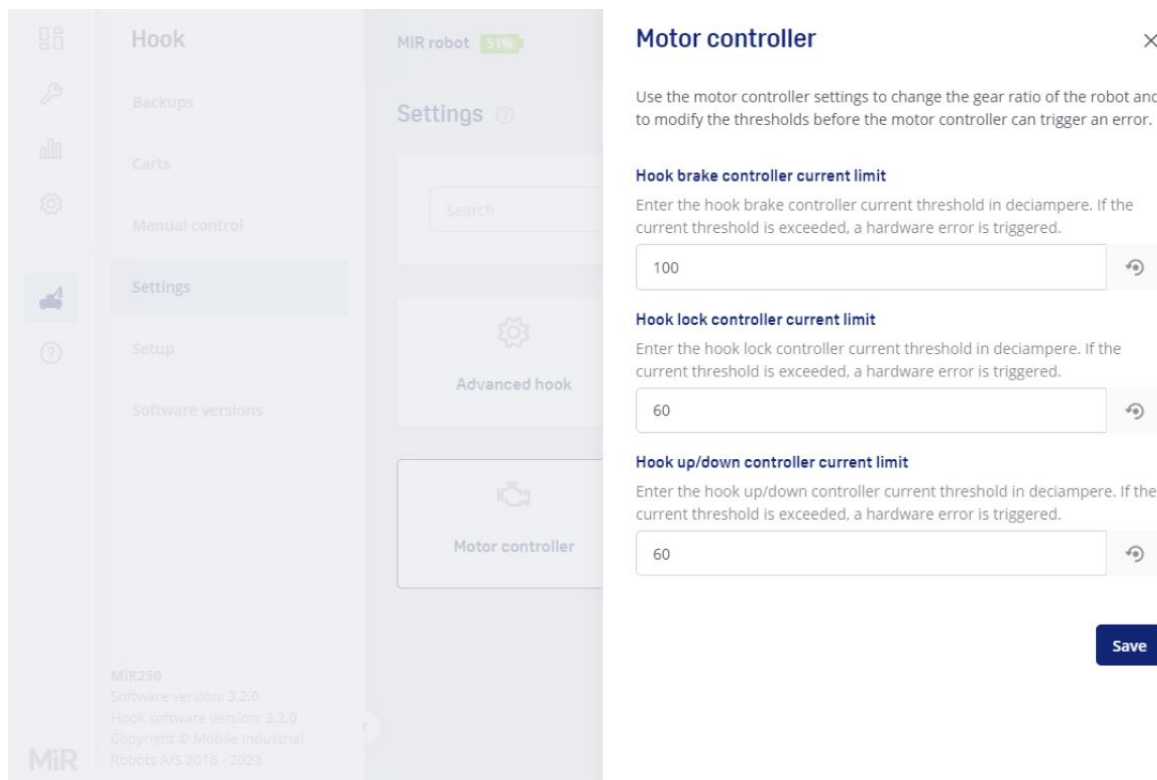 Hook
Backups
Carts
Manual control
Settings
Setup
Software versions
MiR250
Software version: 3.2.0
Hook software version: 3.2.0
Copyright © Mobile Industrial
Robots A/S 2016 - 2023
MiR
MiR robot 51%
Settings
Search
Advanced hook
Motor controller
Motor controller
Use the motor controller settings to change the gear ratio of the robot and
to modify the thresholds before the motor controller can trigger an error.
Hook brake controller current limit
Enter the hook brake controller current threshold in deciampere. If the
current threshold is exceeded, a hardware error is triggered.
100
Hook lock controller current limit
Enter the hook lock controller current threshold in deciampere. If the
current threshold is exceeded, a hardware error is triggered.
60
Hook up/down controller current limit
Enter the hook up/down controller current threshold in deciampere. If the
current threshold is exceeded, a hardware error is triggered.
60
Save